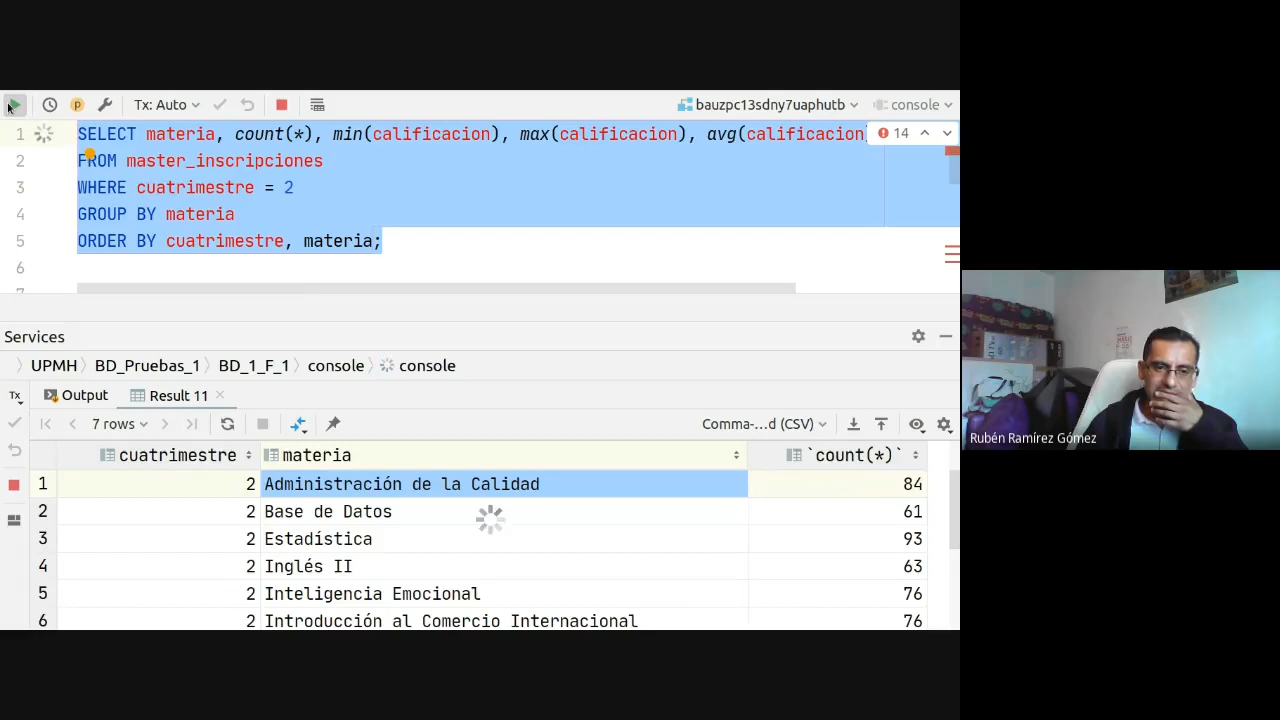 Tx: Auto
bauzpc13sdny7uaphutb
console
1 SELECT materia, count(*), min(calificacion), max(calificacion), avg(calificacion
14
2 FROM master_inscripciones
3 WHERE cuatrimestre = 2
4 GROUP BY materia
5 ORDER BY cuatrimestre, materia;
6
Services
UPMH BD_Pruebas_1 BD_1_F_1 console console
Tx Output Result 11
7 rows Comma-...d (CSV)
cuatrimestre materia `count(*)`
1 2 Administración de la Calidad 84
2 2 Base de Datos 61
3 2 Estadística 93
4 2 Inglés II 63
5 2 Inteligencia Emocional 76
6 2 Introducción al Comercio Internacional 76
Rubén Ramírez Gómez